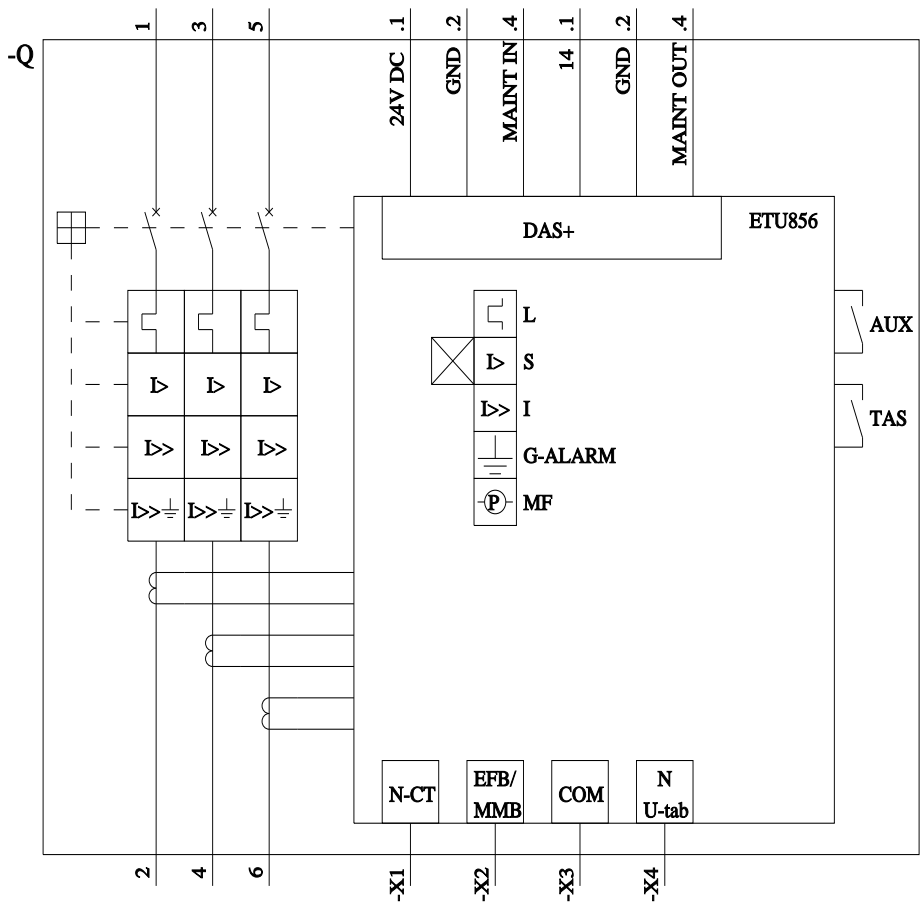 1
3
5
.1
.2
.4
.1
.2
.4
-Q
24V DC
GND
MAINT IN
14
GND
MAINT OUT
DAS+
ETU856
L
I>
S
I>>
I
G-ALARM
P
MF
AUX
TAS
I>
I>
I>
I>>
I>>
I>>
I>>
I>>
I>>
N-CT
EFB/
MMB
COM
N
U-tab
2
4
6
-X1
-X2
-X3
-X4